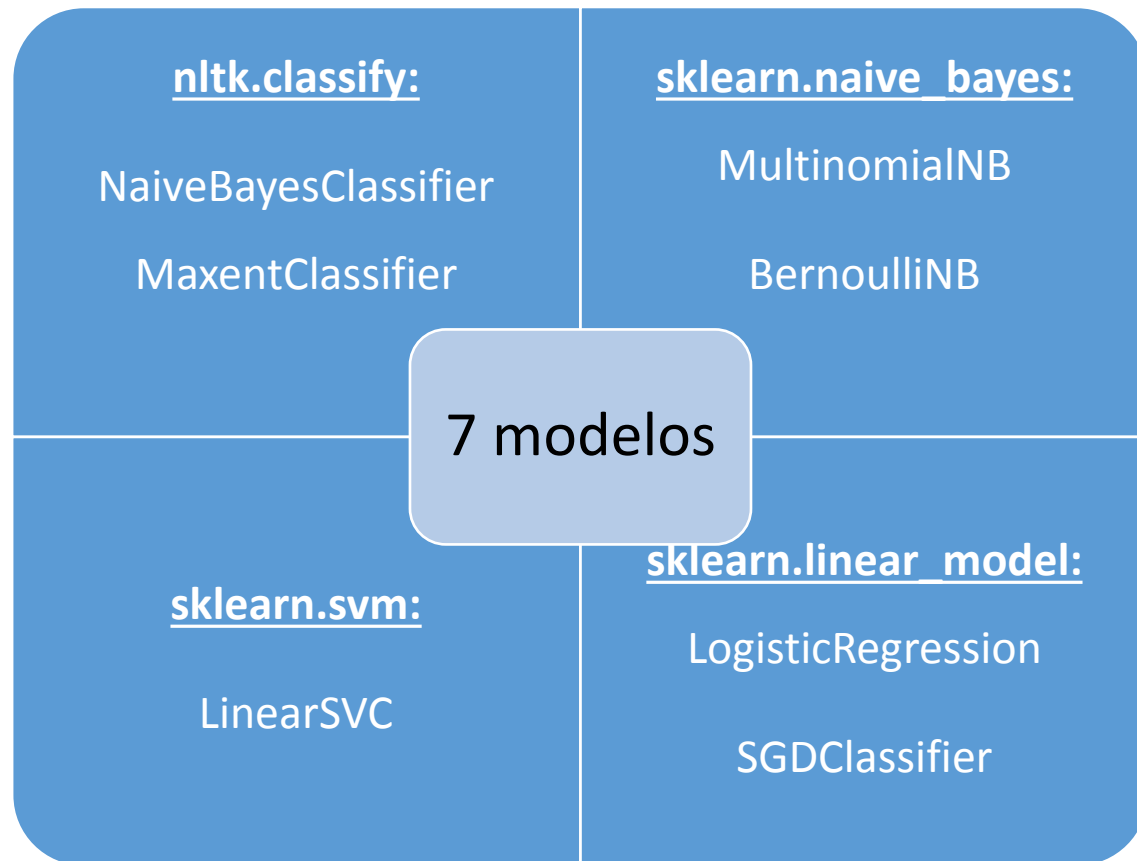 nltk.classify:
NaiveBayesClassifier
MaxentClassifier
sklearn.naive_bayes:
MultinomialNB
BernoulliNB
7 modelos
sklearn.svm:
LinearSVC
sklearn.linear_model:
LogisticRegression
SGDClassifier